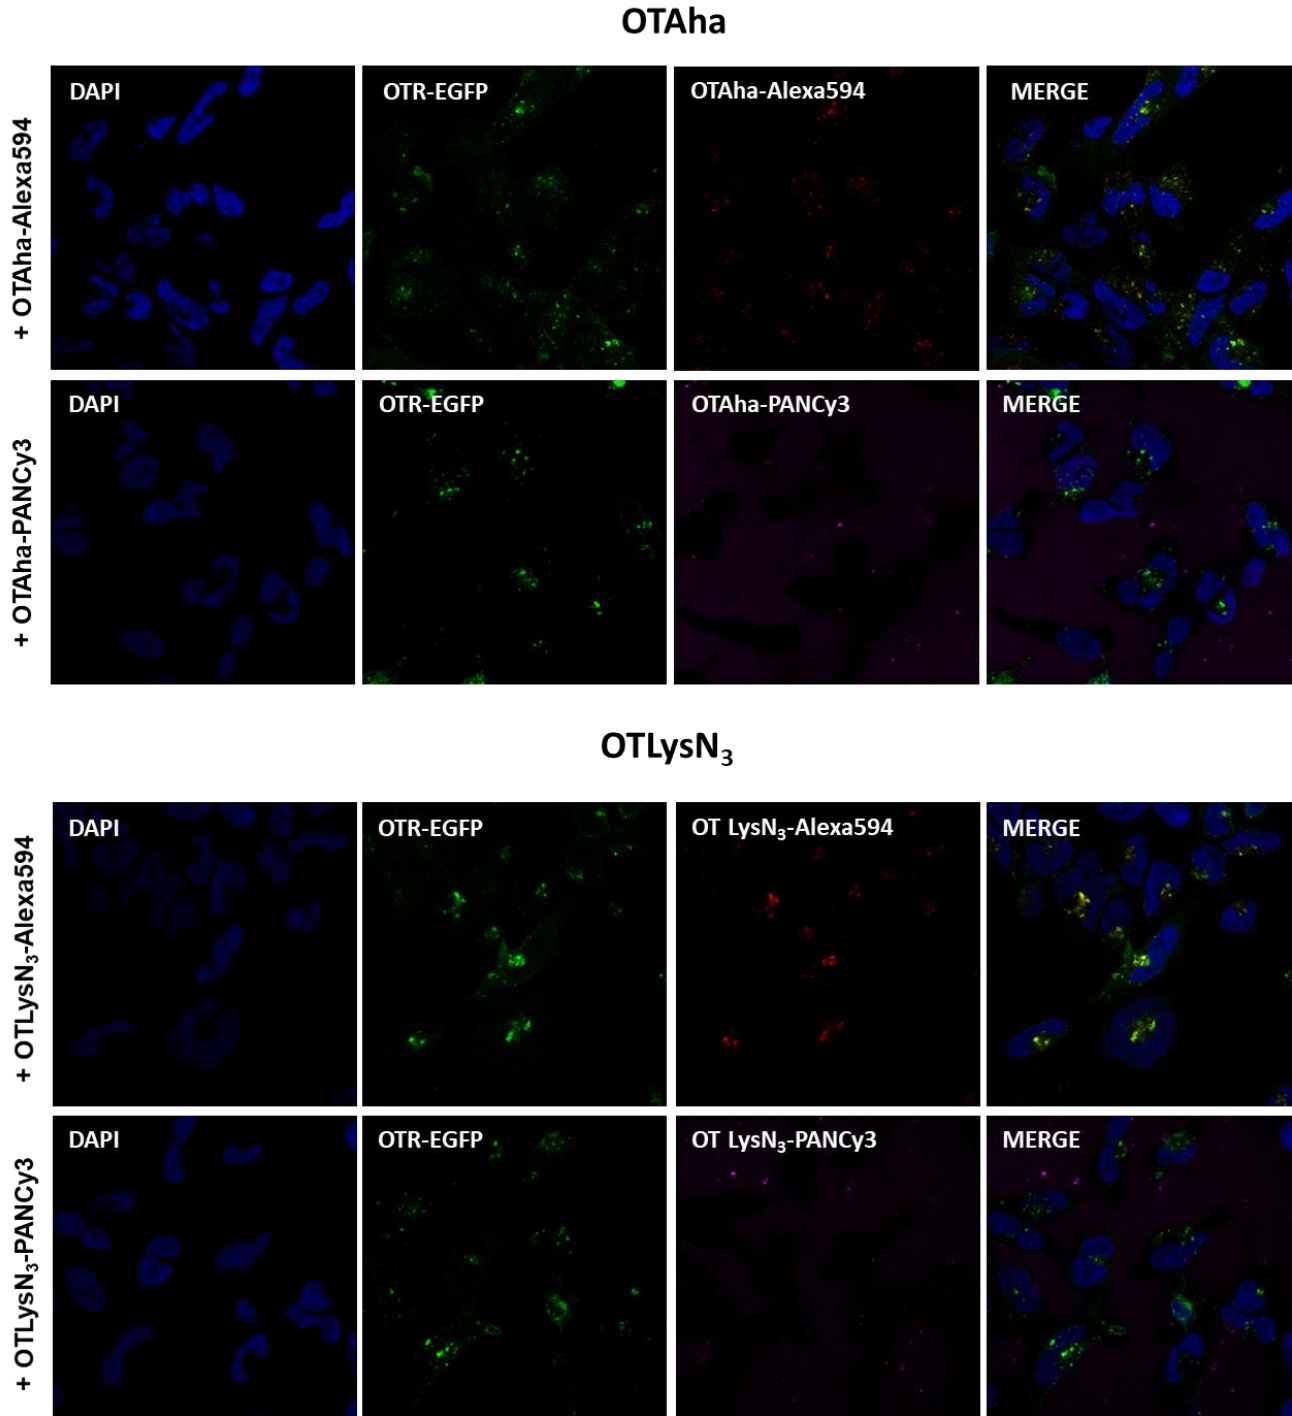 OTAha
+ OTAha-Alexa594
DAPI
OTR-EGFP
OTAha-Alexa594
MERGE
+ OTAha-PANCy3
DAPI
OTR-EGFP
OTAha-PANCy3
MERGE
OTLysN₃
+ OTLysN₃-Alexa594
DAPI
OTR-EGFP
OT LysN₃-Alexa594
MERGE
+ OTLysN₃-PANCy3
DAPI
OTR-EGFP
OT LysN₃-PANCy3
MERGE